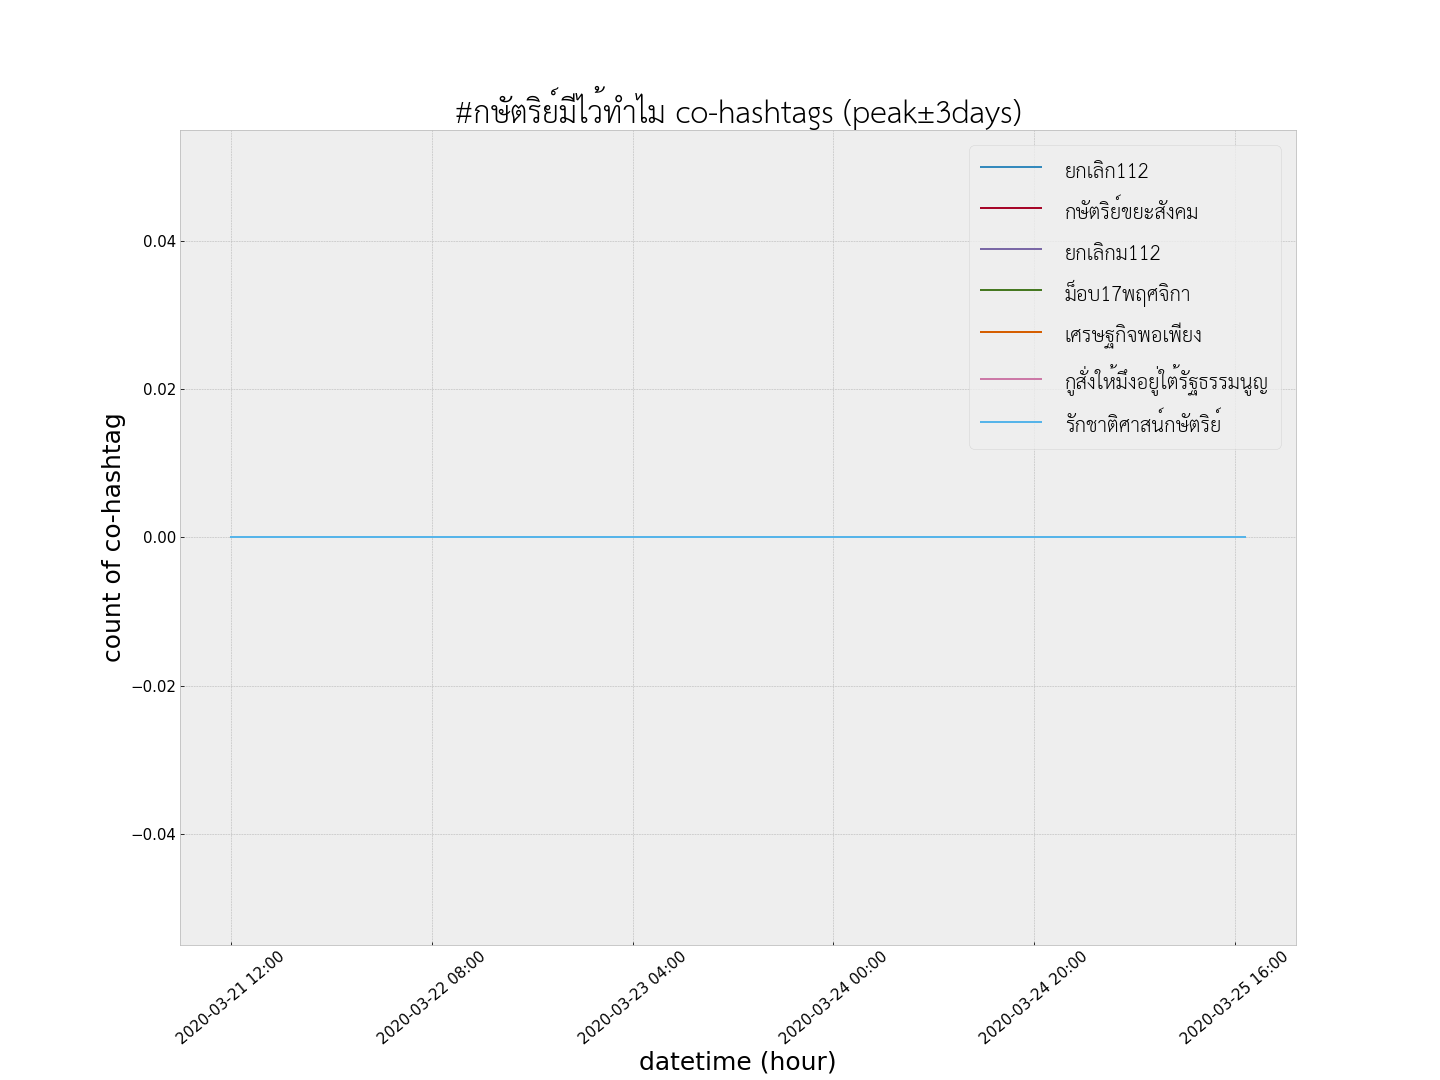 #กษัตริย์มีไว้ทำไม co-hashtags (peak±3days)
ยกเลิก112
กษัตริย์ขยะสังคม
ยกเลิกม112
ม็อบ17พฤศจิกา
เศรษฐกิจพอเพียง
กูสั่งให้มึงอยู่ใต้รัฐธรรมนูญ
รักชาติศาสน์กษัตริย์
0.04
0.02
0.00
−0.02
−0.04
count of co-hashtag
2020-03-21 12:00
2020-03-22 08:00
2020-03-23 04:00
2020-03-24 00:00
2020-03-24 20:00
2020-03-25 16:00
datetime (hour)